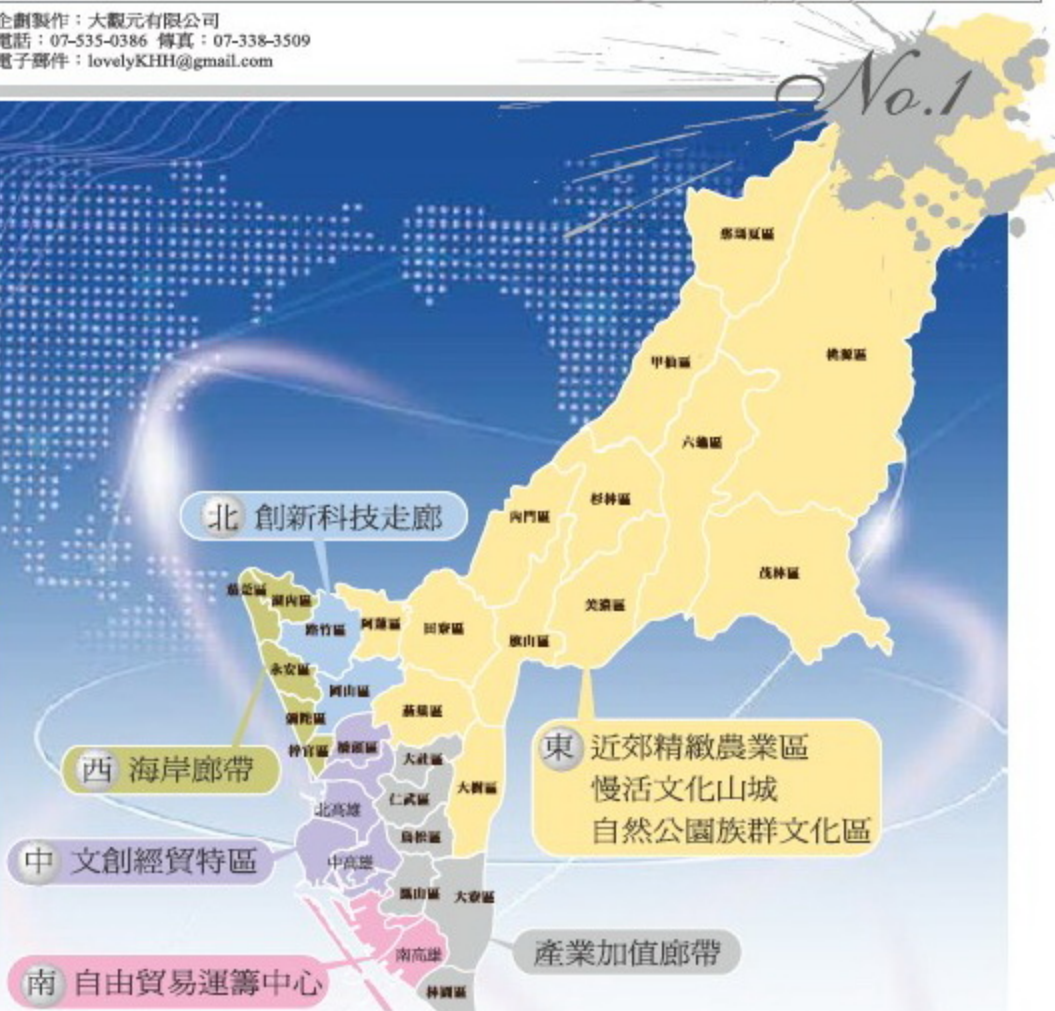 企劃製作：大觀元有限公司
電話：07-535-0386 傳真：07-338-3509
電子郵件：lovelyKHH@gmail.com
No.1
那瑪夏區
桃源區
甲仙區
六龜區
杉林區
內門區
茂林區
美濃區
旗山區
田寮區
阿蓮區
路竹區
湖內區
茄萣區
永安區
岡山區
燕巢區
彌陀區
梓官區
橋頭區
大社區
大樹區
仁武區
北高雄
鳥松區
中高雄
鳳山區
大寮區
南高雄
林園區
北 創新科技走廊
西 海岸廊帶
東 近郊精緻農業區
慢活文化山城
自然公園族群文化區
中 文創經貿特區
產業加值廊帶
南 自由貿易運籌中心